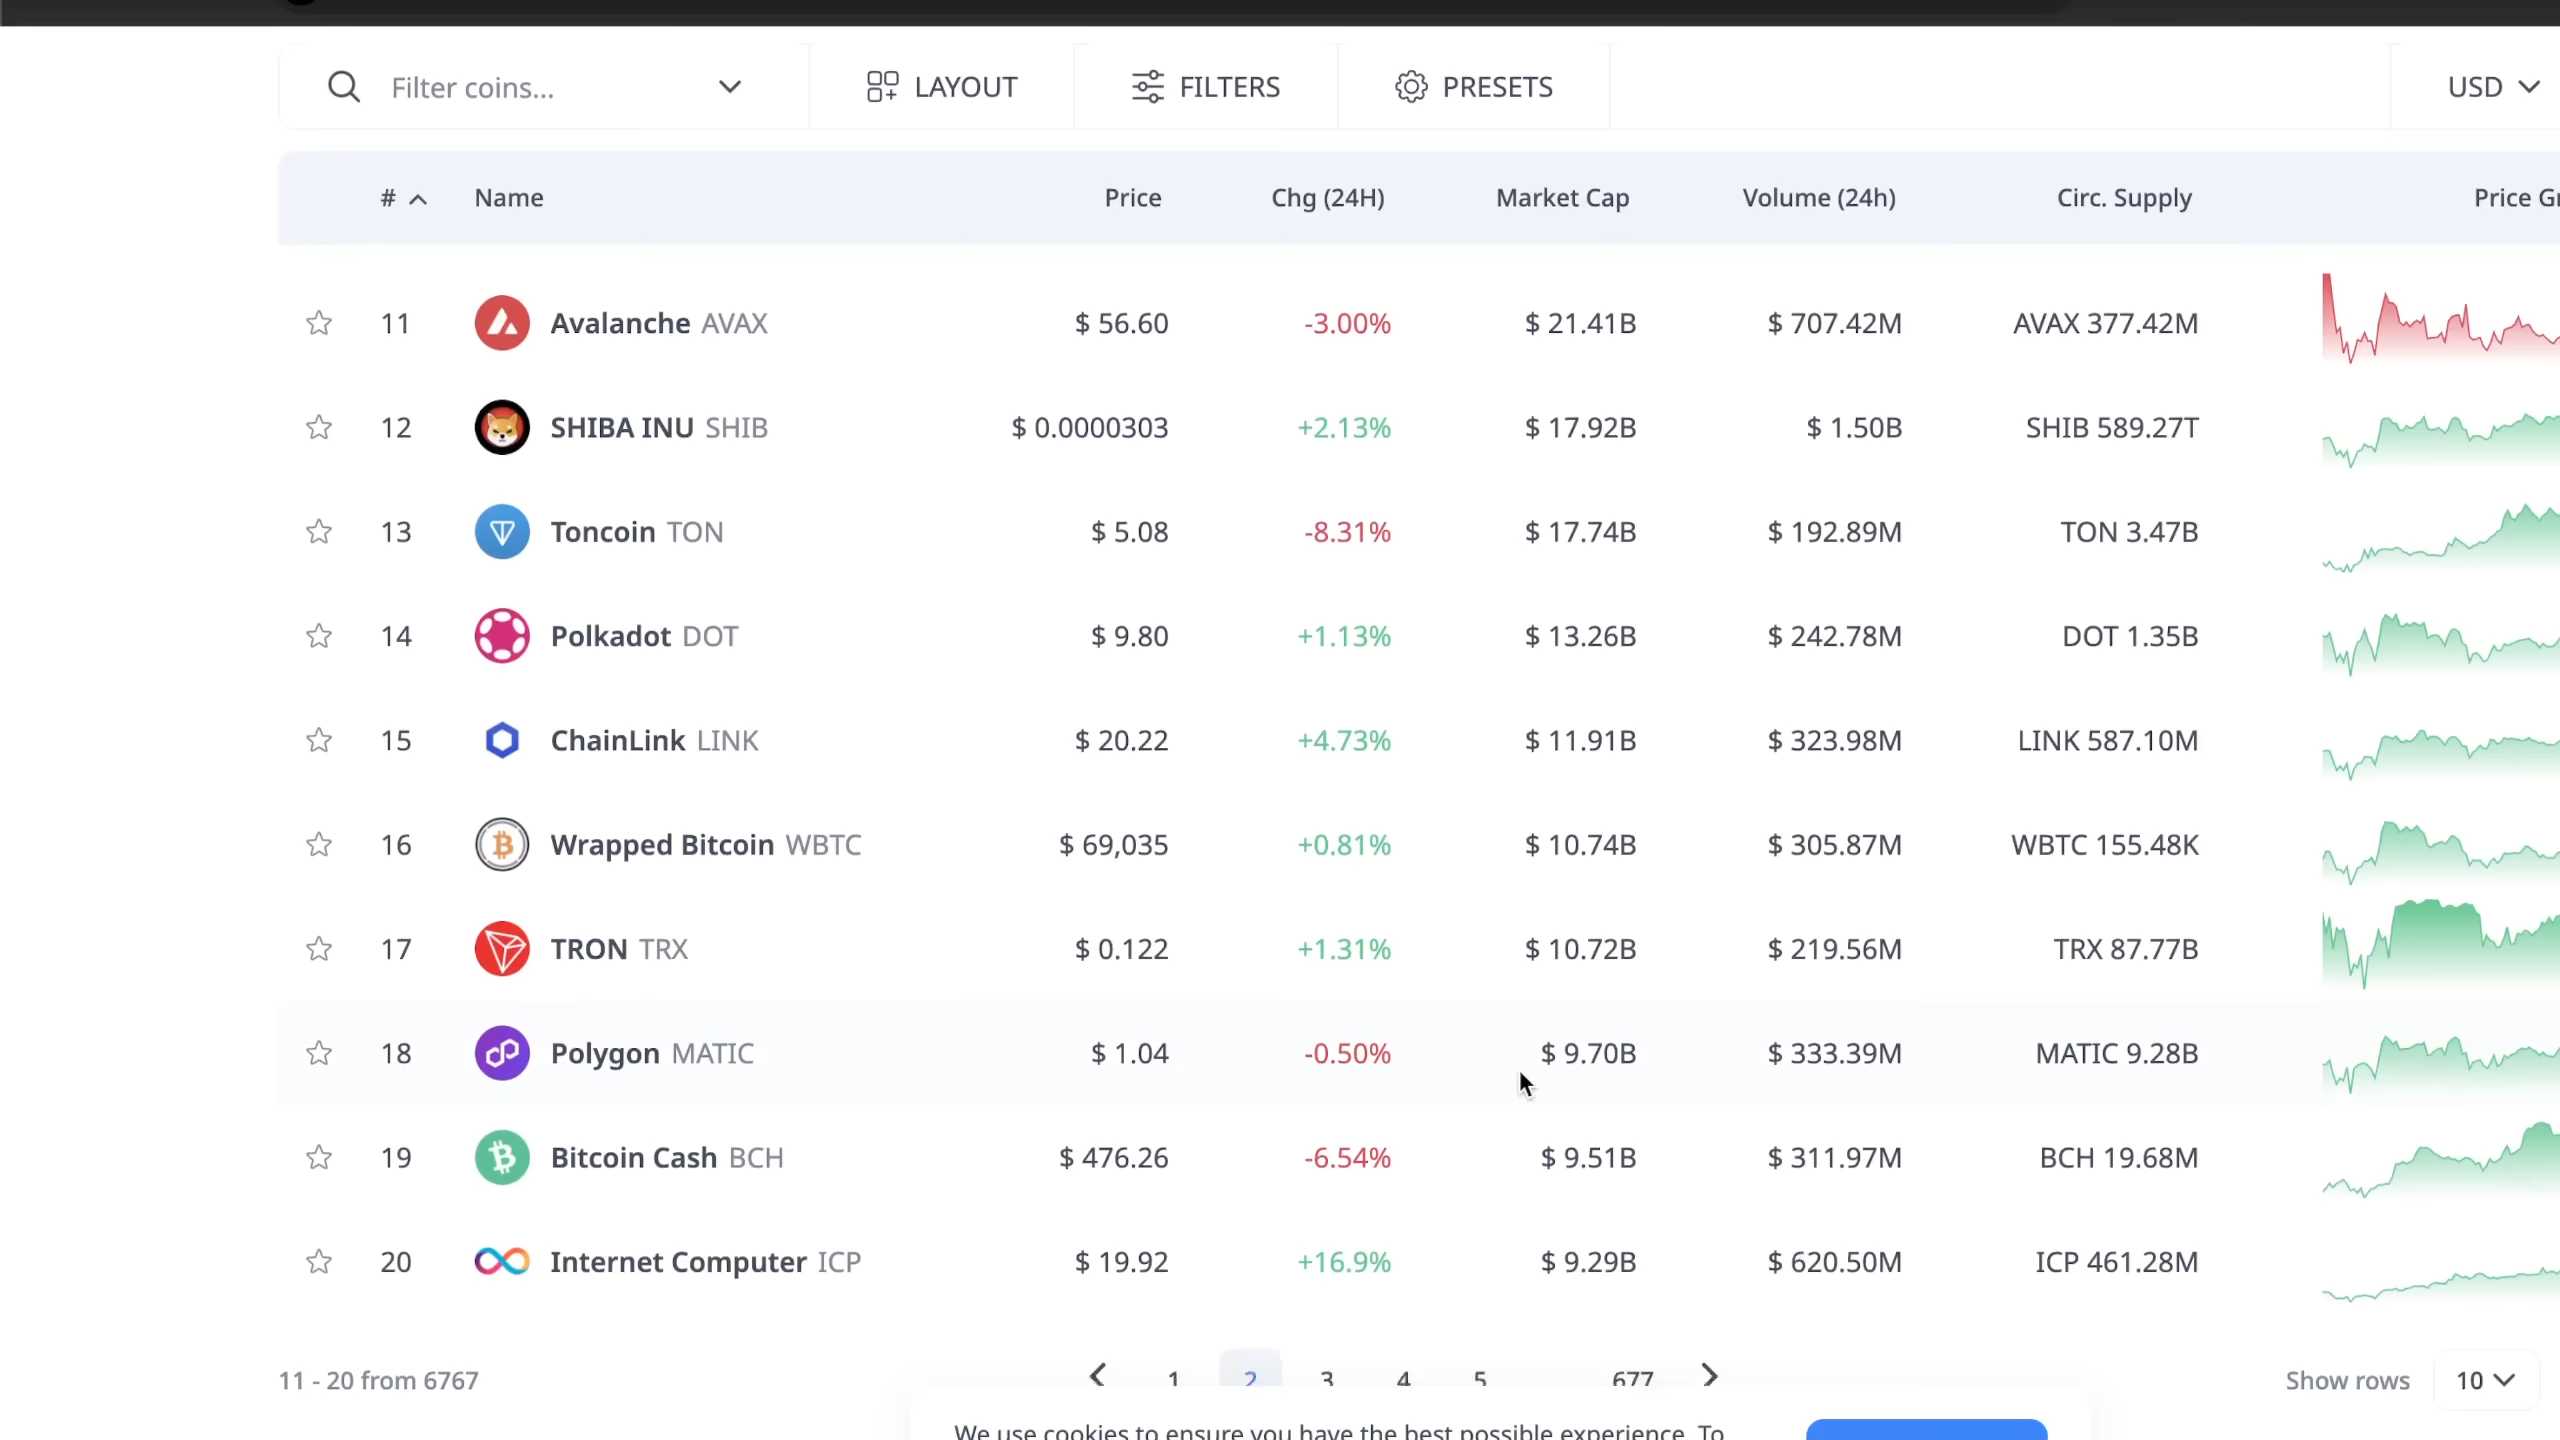 Filter coins...
LAYOUT
FILTERS
PRESETS
USD
# Name Price Chg (24H) Market Cap Volume (24h) Circ. Supply Price Gr
11 Avalanche AVAX $ 56.60 -3.00% $ 21.41B $ 707.42M AVAX 377.42M
12 SHIBA INU SHIB $ 0.0000303 +2.13% $ 17.92B $ 1.50B SHIB 589.27T
13 Toncoin TON $ 5.08 -8.31% $ 17.74B $ 192.89M TON 3.47B
14 Polkadot DOT $ 9.80 +1.13% $ 13.26B $ 242.78M DOT 1.35B
15 ChainLink LINK $ 20.22 +4.73% $ 11.91B $ 323.98M LINK 587.10M
16 Wrapped Bitcoin WBTC $ 69,035 +0.81% $ 10.74B $ 305.87M WBTC 155.48K
17 TRON TRX $ 0.122 +1.31% $ 10.72B $ 219.56M TRX 87.77B
18 Polygon MATIC $ 1.04 -0.50% $ 9.70B $ 333.39M MATIC 9.28B
19 Bitcoin Cash BCH $ 476.26 -6.54% $ 9.51B $ 311.97M BCH 19.68M
20 Internet Computer ICP $ 19.92 +16.9% $ 9.29B $ 620.50M ICP 461.28M
11 - 20 from 6767
1 2 3 4 5 677
Show rows 10
We use cookies to ensure you have the best possible experience. To